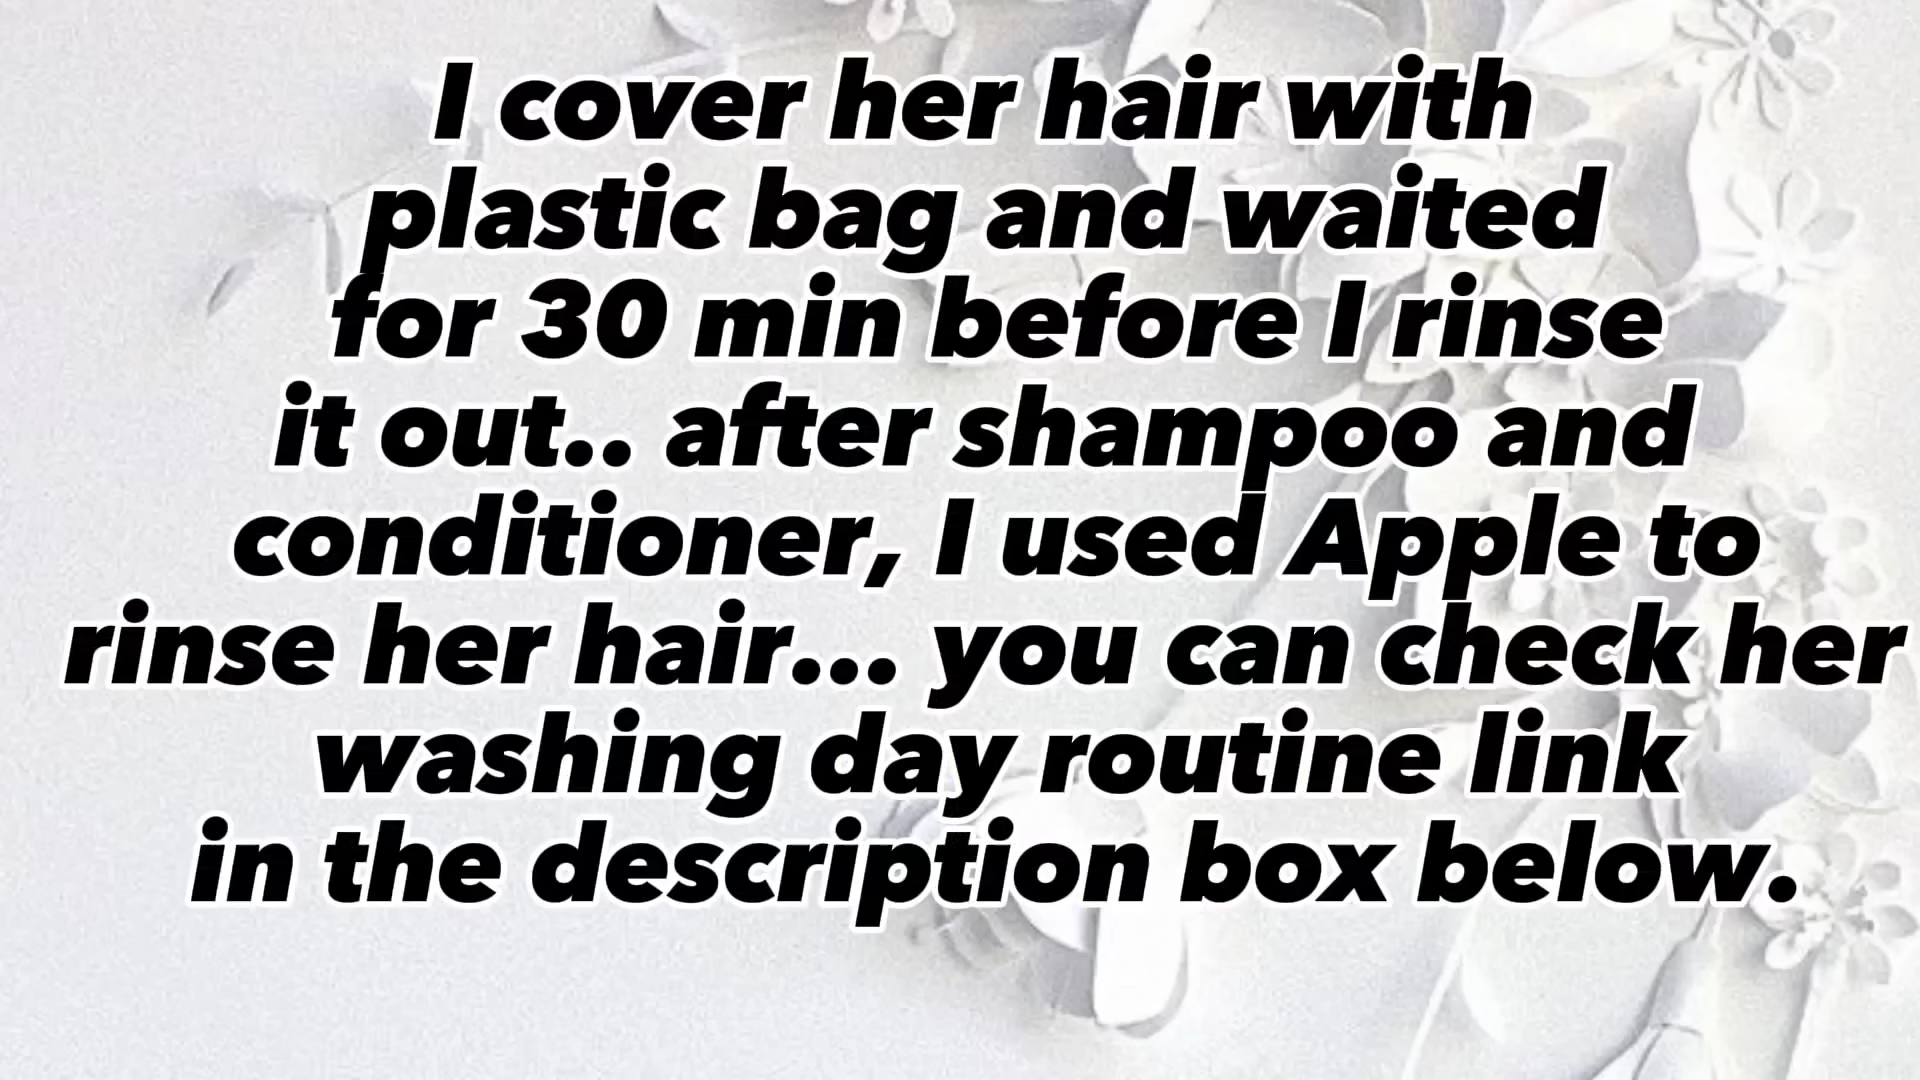 I cover her hair with
plastic bag and waited
for 30 min before I rinse
it out.. after shampoo and
conditioner, I used Apple to
rinse her hair... you can check her
washing day routine link
in the description box below.